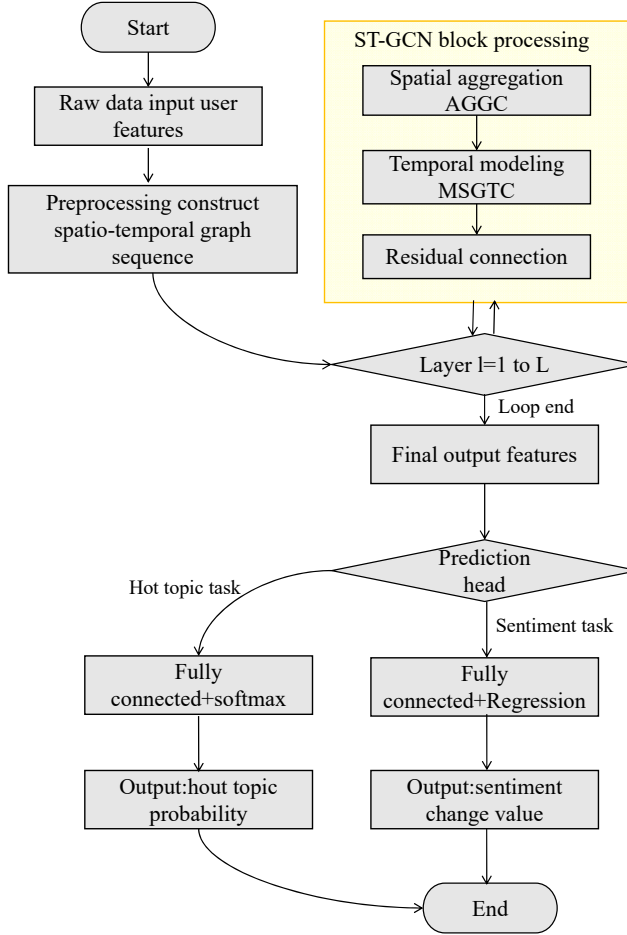 Start
Raw data input user
features
Preprocessing construct
spatio-temporal graph
sequence
ST-GCN block processing
Spatial aggregation
AGGC
Temporal modeling
MSGTC
Residual connection
Layer l=1 to L
Loop end
Final output features
Prediction
head
Hot topic task
Sentiment task
Fully
connected+softmax
Fully
connected+Regression
Output:hout topic
probability
Output:sentiment
change value
End